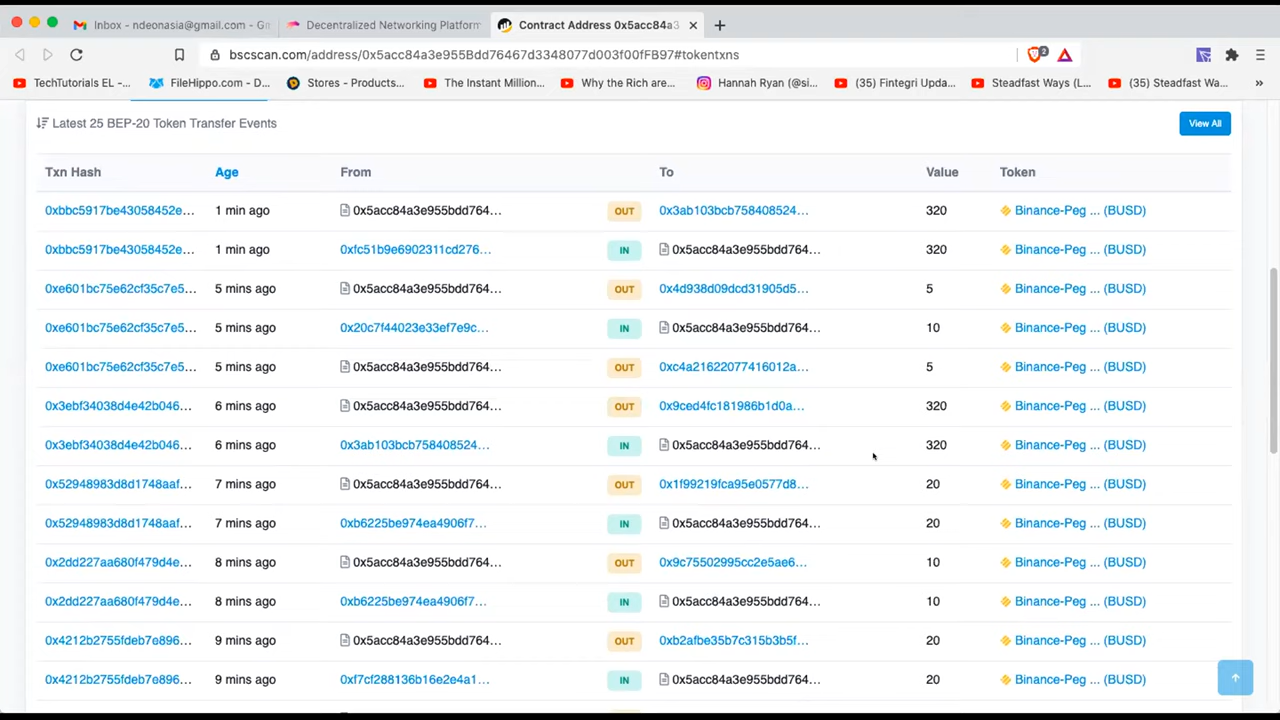 Inbox - ndeonasia@gmail.com - Gm
Decentralized Networking Platform
Contract Address 0x5acc84a3
bscscan.com/address/0x5acc84a3e955Bdd76467d3348077d003f00fFB97#tokentxns
2
TechTutorials EL -... FileHippo.com - D... Stores - Products... The Instant Million... Why the Rich are... Hannah Ryan (@si... (35) Fintegri Upda... Steadfast Ways (L... (35) Steadfast Wa... »
Latest 25 BEP-20 Token Transfer Events View All
Txn Hash Age From To Value Token
0xbbc5917be43058452e... 1 min ago 0x5acc84a3e955bdd764... OUT 0x3ab103bcb758408524... 320 Binance-Peg ... (BUSD)
0xbbc5917be43058452e... 1 min ago 0xfc51b9e6902311cd276... IN 0x5acc84a3e955bdd764... 320 Binance-Peg ... (BUSD)
0xe601bc75e62cf35c7e5... 5 mins ago 0x5acc84a3e955bdd764... OUT 0x4d938d09dcd31905d5... 5 Binance-Peg ... (BUSD)
0xe601bc75e62cf35c7e5... 5 mins ago 0x20c7f44023e33ef7e9c... IN 0x5acc84a3e955bdd764... 10 Binance-Peg ... (BUSD)
0xe601bc75e62cf35c7e5... 5 mins ago 0x5acc84a3e955bdd764... OUT 0xc4a21622077416012a... 5 Binance-Peg ... (BUSD)
0x3ebf34038d4e42b046... 6 mins ago 0x5acc84a3e955bdd764... OUT 0x9ced4fc181986b1d0a... 320 Binance-Peg ... (BUSD)
0x3ebf34038d4e42b046... 6 mins ago 0x3ab103bcb758408524... IN 0x5acc84a3e955bdd764... 320 Binance-Peg ... (BUSD)
0x52948983d8d1748aaf... 7 mins ago 0x5acc84a3e955bdd764... OUT 0x1f99219fca95e0577d8... 20 Binance-Peg ... (BUSD)
0x52948983d8d1748aaf... 7 mins ago 0xb6225be974ea4906f7... IN 0x5acc84a3e955bdd764... 20 Binance-Peg ... (BUSD)
0x2dd227aa680f479d4e... 8 mins ago 0x5acc84a3e955bdd764... OUT 0x9c75502995cc2e5ae6... 10 Binance-Peg ... (BUSD)
0x2dd227aa680f479d4e... 8 mins ago 0xb6225be974ea4906f7... IN 0x5acc84a3e955bdd764... 10 Binance-Peg ... (BUSD)
0x4212b2755fdeb7e896... 9 mins ago 0x5acc84a3e955bdd764... OUT 0xb2afbe35b7c315b3b5f... 20 Binance-Peg ... (BUSD)
0x4212b2755fdeb7e896... 9 mins ago 0xf7cf288136b16e2e4a1... IN 0x5acc84a3e955bdd764... 20 Binance-Peg ... (BUSD)